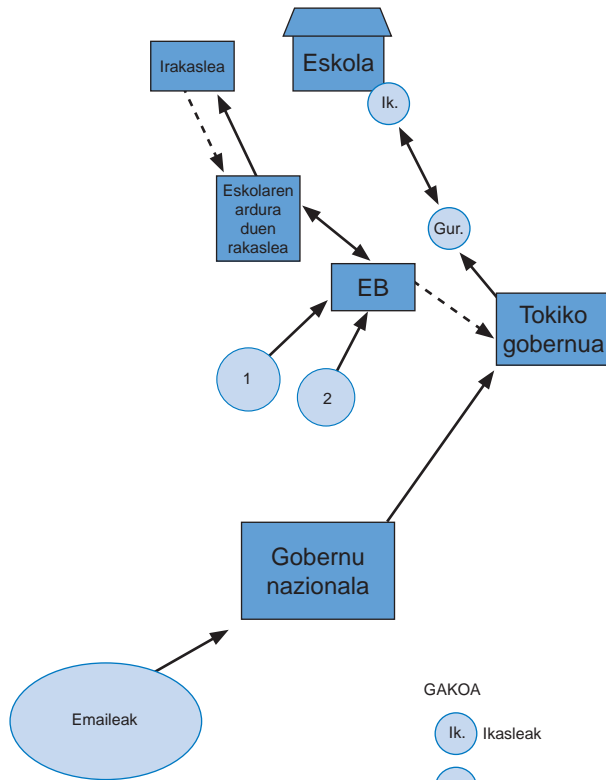 Irakaslea
Eskola
Ik.
Eskolaren
ardura
duen
rakaslea
Gur.
EB
Tokiko
gobernua
1
2
Gobernu
nazionala
Emaileak
GAKOA
Ik. Ikasleak